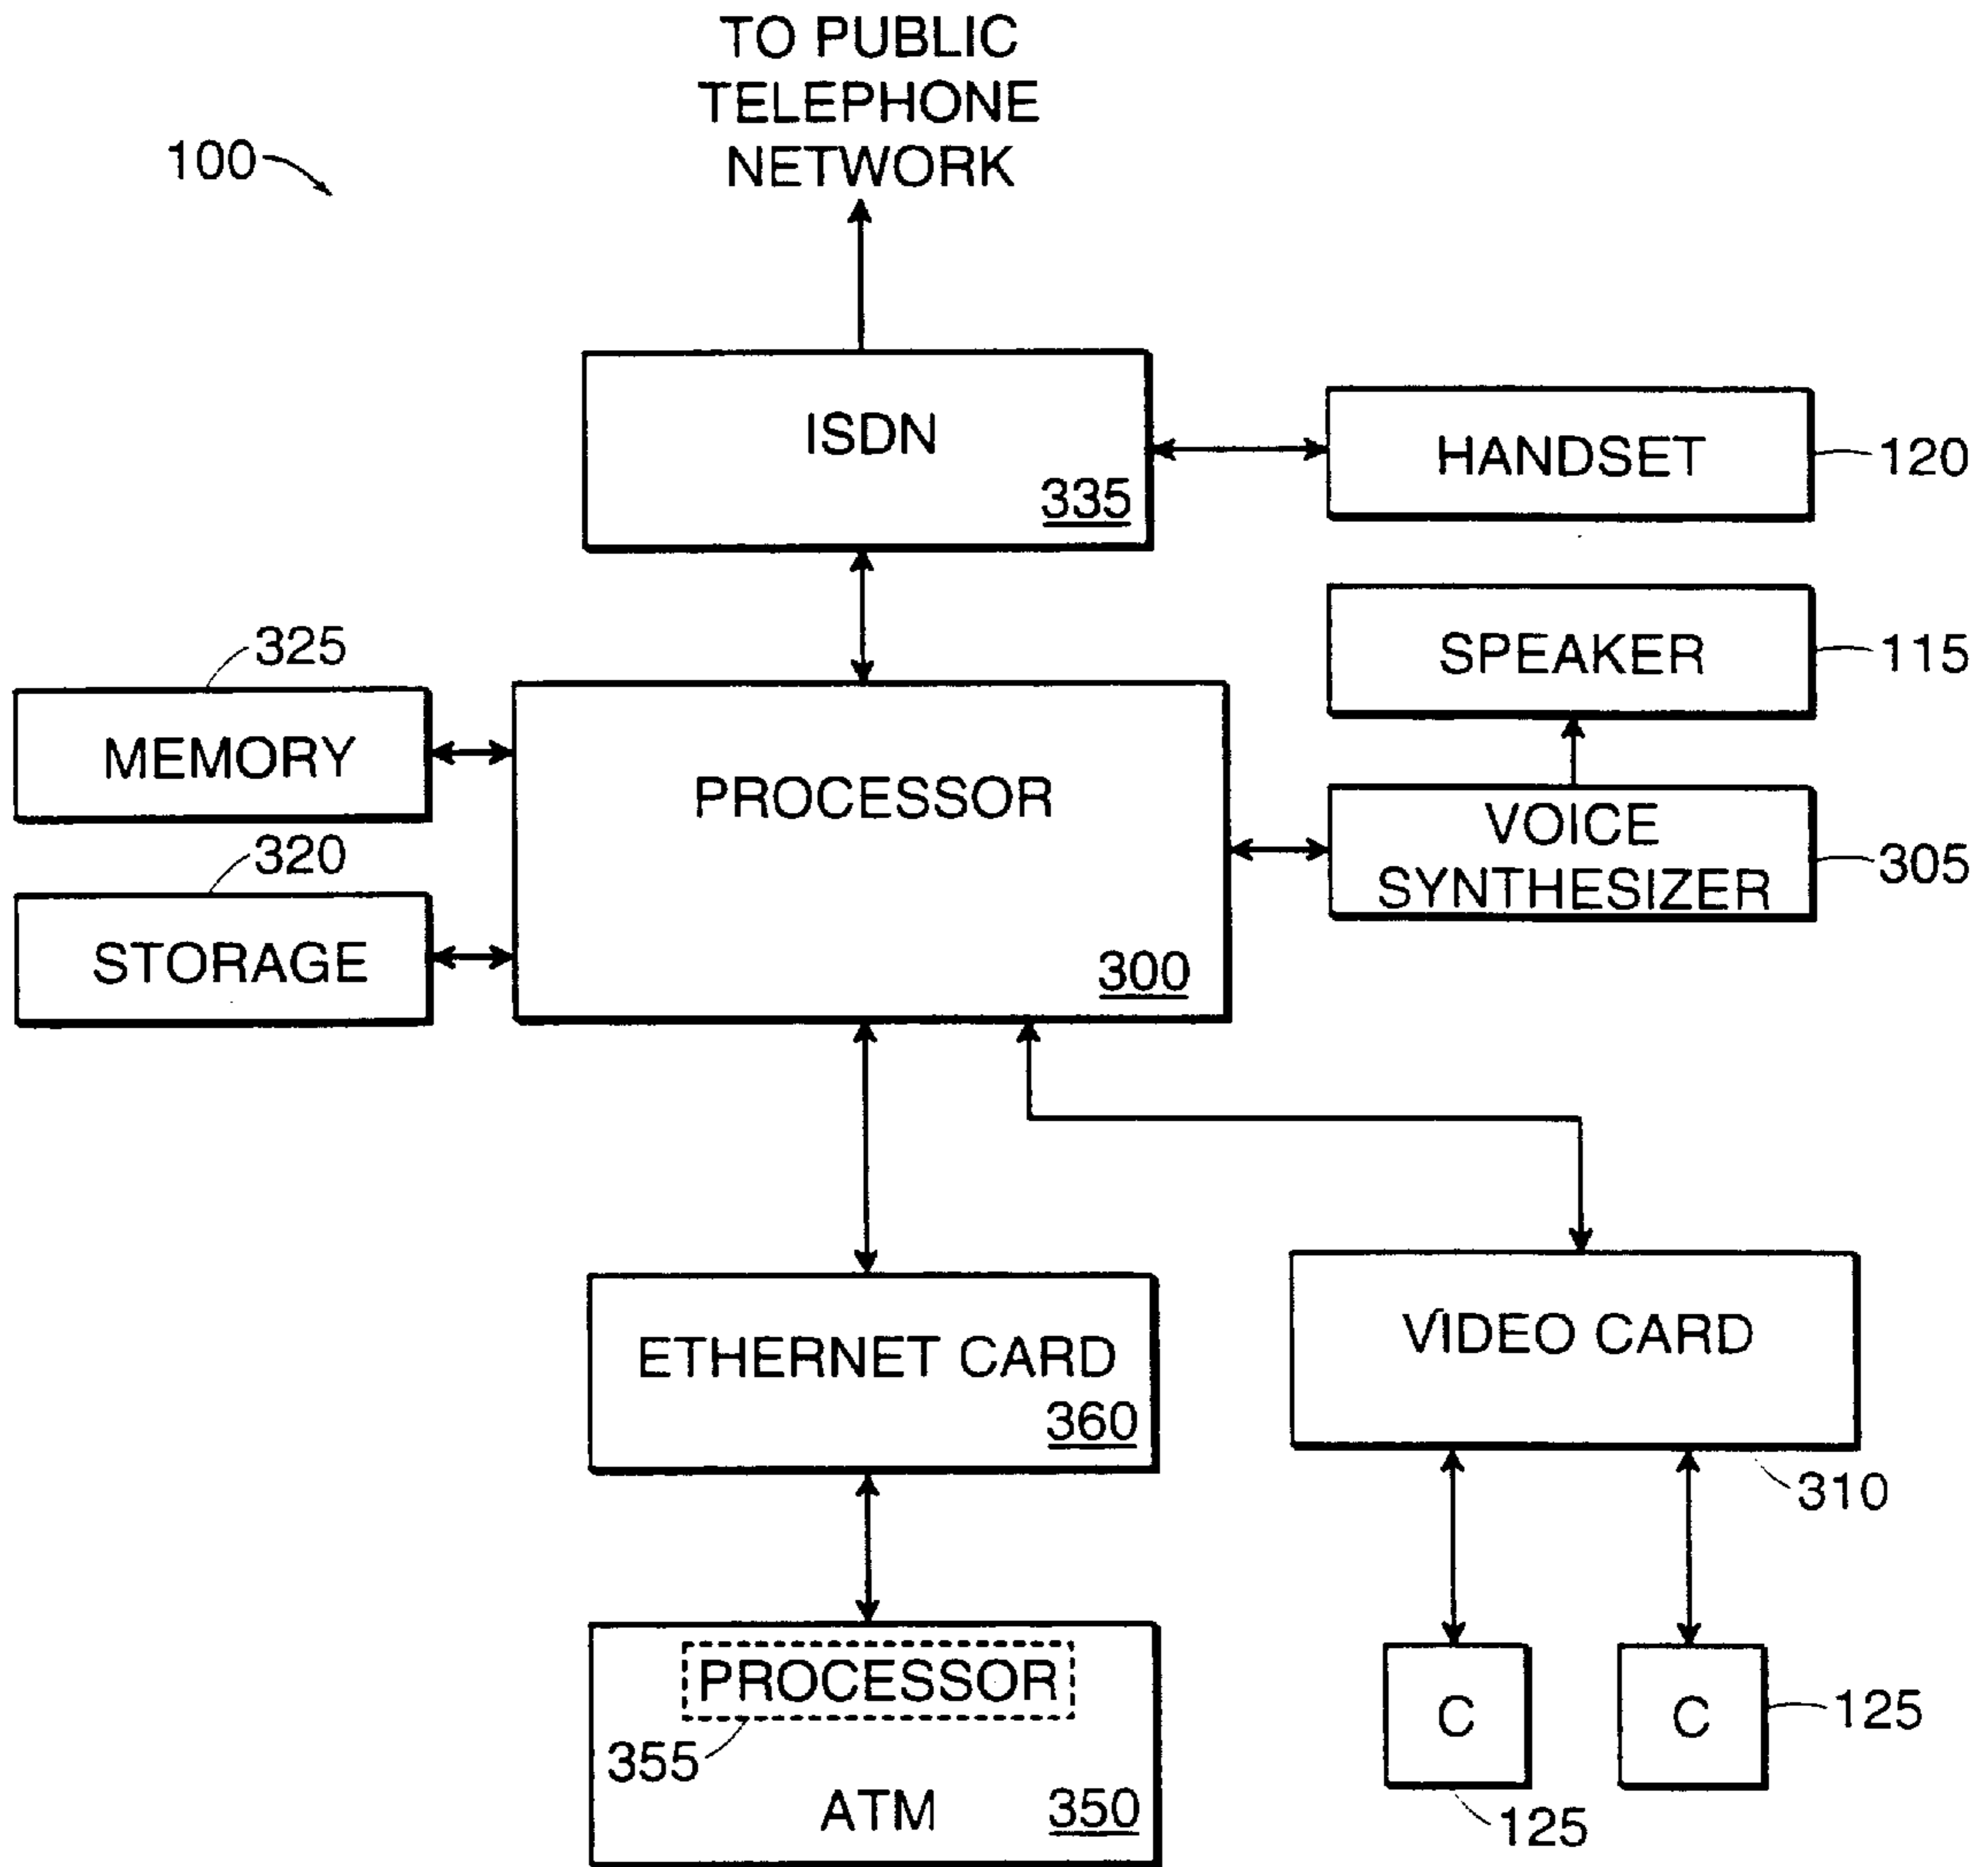 TO PUBLIC
TELEPHONE
NETWORK
100
ISDN
335
HANDSET
120
SPEAKER
115
325
MEMORY
PROCESSOR
300
VOICE
SYNTHESIZER
305
320
STORAGE
ETHERNET CARD
360
VIDEO CARD
310
PROCESSOR
355
ATM
350
C
125
C
125